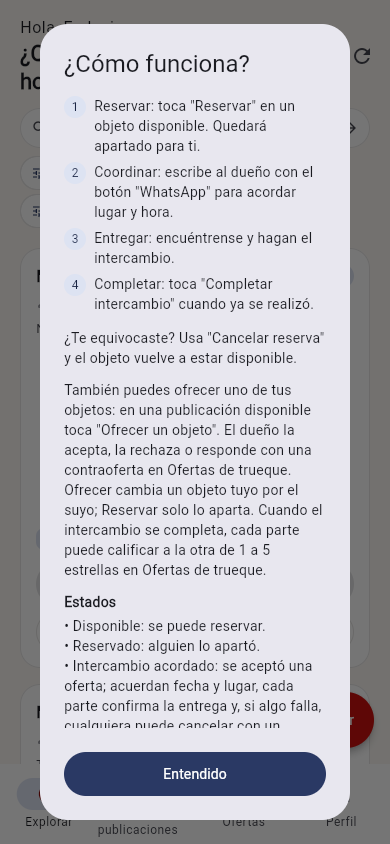 Hola,
¿Cómo funciona?
1 Reservar: toca "Reservar" en un
objeto disponible. Quedará
apartado para ti.
2 Coordinar: escribe al dueño con el
botón "WhatsApp" para acordar
lugar y hora.
3 Entregar: encuéntrense y hagan el
intercambio.
4 Completar: toca "Completar
intercambio" cuando ya se realizó.
¿Te equivocaste? Usa "Cancelar reserva"
y el objeto vuelve a estar disponible.
También puedes ofrecer uno de tus
objetos: en una publicación disponible
toca "Ofrecer un objeto". El dueño la
acepta, la rechaza o responde con una
contraoferta en Ofertas de trueque.
Ofrecer cambia un objeto tuyo por el
suyo; Reservar solo lo aparta. Cuando el
intercambio se completa, cada parte
puede calificar a la otra de 1 a 5
estrellas en Ofertas de trueque.
Estados
• Disponible: se puede reservar.
• Reservado: alguien lo apartó.
• Intercambio acordado: se aceptó una
oferta; acuerdan fecha y lugar, cada
parte confirma la entrega y, si algo falla,
cualquiera puede cancelar con un
Entendido
Explorar
publicaciones
Ofertas
Perfil